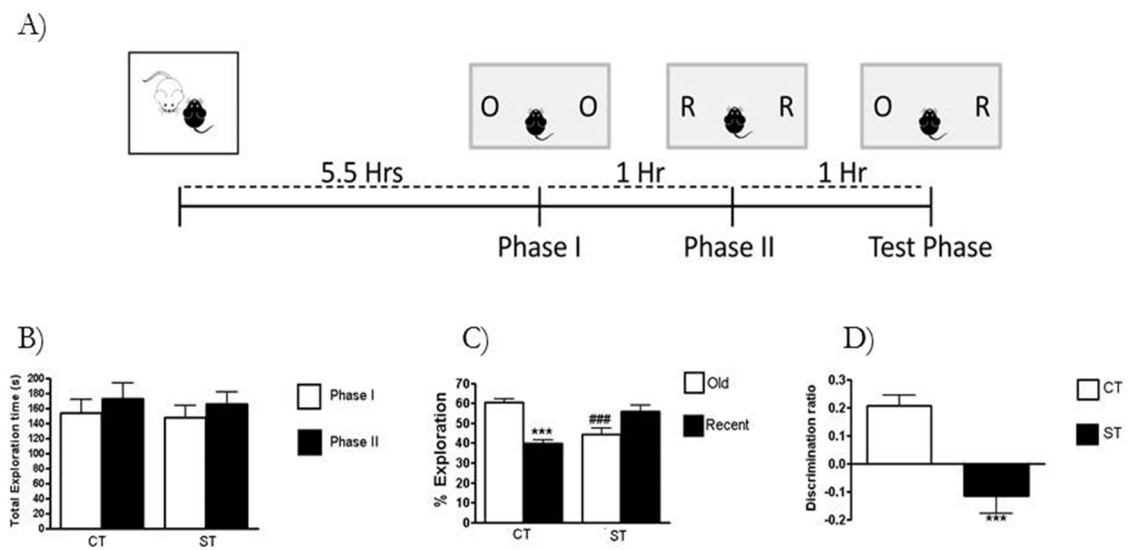 A)
O O R R O R
5.5 Hrs 1 Hr 1 Hr
Phase I Phase II Test Phase
B)
Total Exploration time (s)
200
180
160
140
120
100
80
60
40
20
0
CT ST
Phase I
Phase II
C)
% Exploration
70
60
50
40
30
20
10
0
***
###
CT ST
Old
Recent
D)
Discrimination ratio
0.3
0.2
0.1
0.0
-0.1
-0.2
***
CT
ST